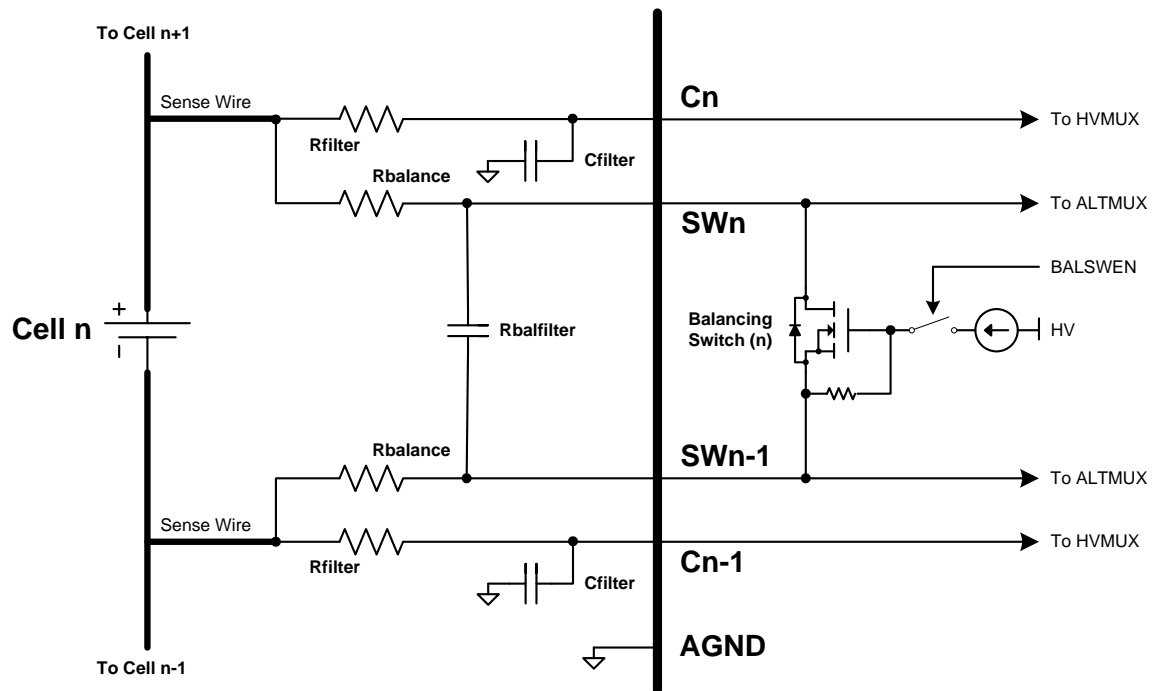 To Cell n+1
Sense Wire
Rfilter
Cfilter
Cn
To HVMUX
Rbalance
SWn
To ALTMUX
BALSWEN
Cell n
+
–
Rbalfilter
Balancing
Switch (n)
HV
Rbalance
SWn-1
To ALTMUX
Sense Wire
Rfilter
Cfilter
Cn-1
To HVMUX
AGND
To Cell n-1